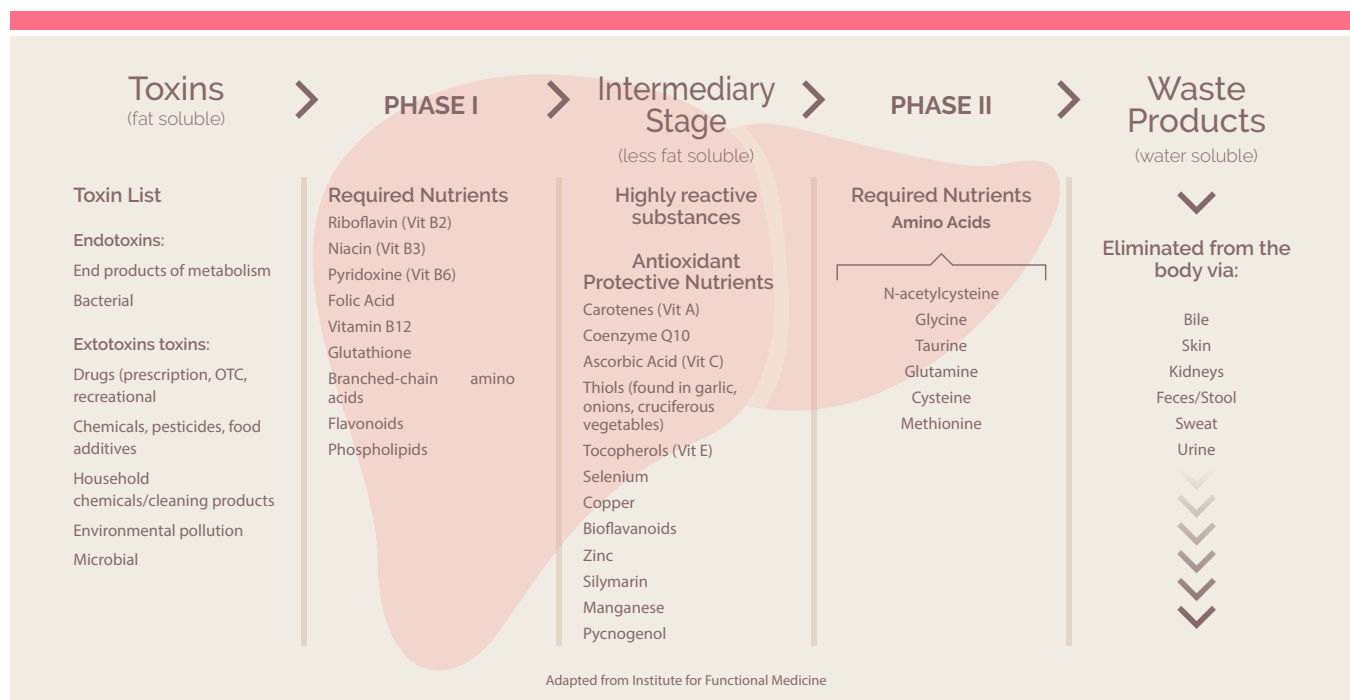 Toxins
(fat soluble)
PHASE I
Intermediary
Stage
(less fat soluble)
PHASE II
Waste
Products
(water soluble)
Toxin List
Endotoxins:
End products of metabolism
Bacterial
Extotoxins toxins:
Drugs (prescription, OTC,
recreational
Chemicals, pesticides, food
additives
Household
chemicals/cleaning products
Environmental pollution
Microbial
Required Nutrients
Riboflavin (Vit B2)
Niacin (Vit B3)
Pyridoxine (Vit B6)
Folic Acid
Vitamin B12
Glutathione
Branched-chain amino
acids
Flavonoids
Phospholipids
Highly reactive
substances
Antioxidant
Protective Nutrients
Carotenes (Vit A)
Coenzyme Q10
Ascorbic Acid (Vit C)
Thiols (found in garlic,
onions, cruciferous
vegetables)
Tocopherols (Vit E)
Selenium
Copper
Bioflavanoids
Zinc
Silymarin
Manganese
Pycnogenol
Required Nutrients
Amino Acids
N-acetylcysteine
Glycine
Taurine
Glutamine
Cysteine
Methionine
Eliminated from the
body via:
Bile
Skin
Kidneys
Feces/Stool
Sweat
Urine
Adapted from Institute for Functional Medicine